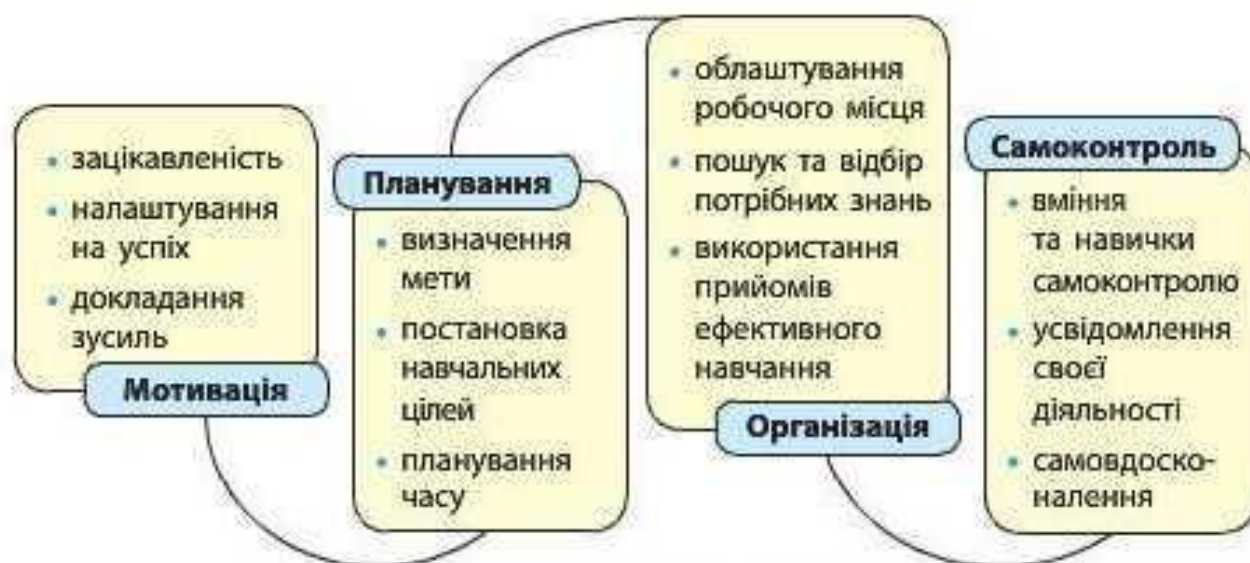 зацікавленість
налаштування
на успіх
докладання
зусиль
Мотивація
Планування
визначення
мети
постановка
навчальних
цілей
планування
часу
облаштування
робочого місця
пошук та відбір
потрібних знань
використання
прийомів
ефективного
навчання
Організація
Самоконтроль
вміння
та навички
самоконтролю
усвідомлення
своєї
діяльності
самовдоско-
налення